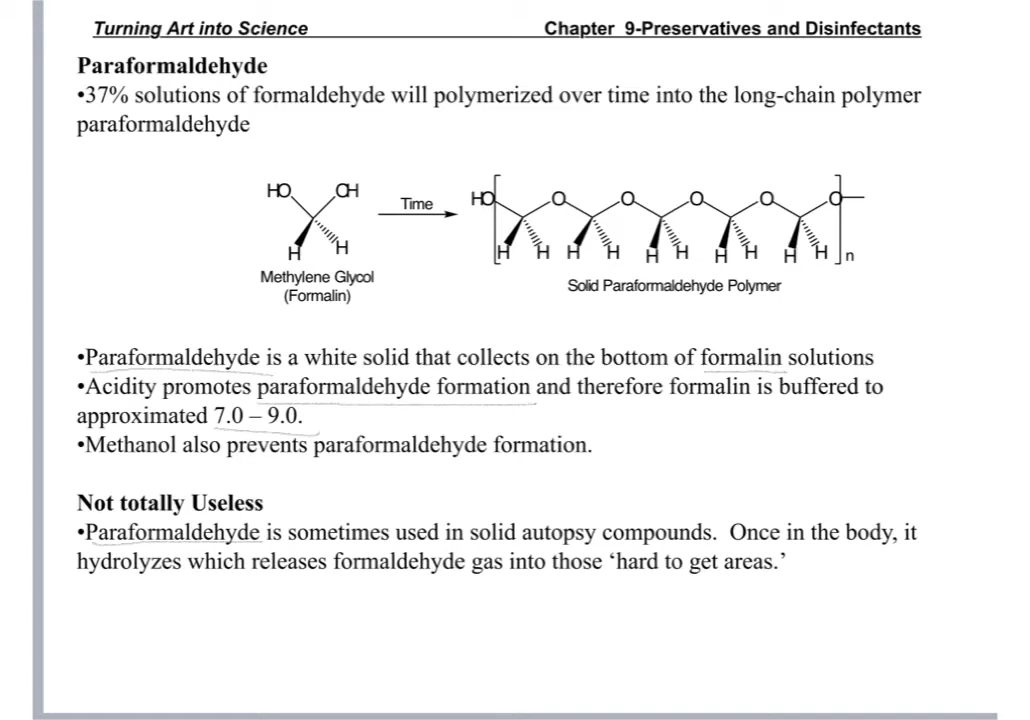 Turning Art into Science Chapter 9-Preservatives and Disinfectants
Paraformaldehyde
•37% solutions of formaldehyde will polymerized over time into the long-chain polymer
paraformaldehyde
HO OH Time HO O O O O O
H H H H H H H H H H H H n
Methylene Glycol
(Formalin)
Solid Paraformaldehyde Polymer
•Paraformaldehyde is a white solid that collects on the bottom of formalin solutions
•Acidity promotes paraformaldehyde formation and therefore formalin is buffered to
approximated 7.0 – 9.0.
•Methanol also prevents paraformaldehyde formation.
Not totally Useless
•Paraformaldehyde is sometimes used in solid autopsy compounds. Once in the body, it
hydrolyzes which releases formaldehyde gas into those ‘hard to get areas.’